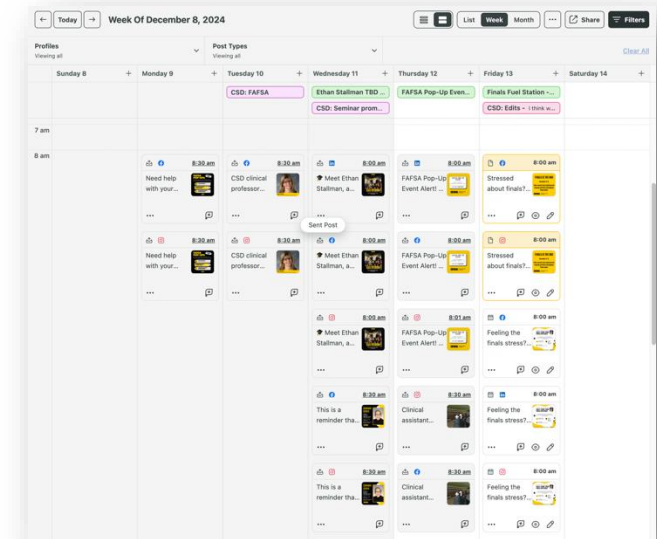 Today
Week Of December 8, 2024
List
Week
Month
Share
Filters
Profiles
Viewing all
Post Types
Viewing all
Clear All
Sunday 8
Monday 9
Tuesday 10
Wednesday 11
Thursday 12
Friday 13
Saturday 14
CSD: FAFSA
Ethan Stallman TBD ...
FAFSA Pop-Up Even...
Finals Fuel Station -...
CSD: Seminar prom...
CSD: Edits - I think w...
7 am
8 am
8:30 am
Need help
with your...
8:30 am
CSD clinical
professor...
8:00 am
🎓 Meet Ethan
Stallman, a...
8:00 am
FAFSA Pop-Up
Event Alert! ...
8:00 am
Stressed
about finals?...
Sent Post
8:30 am
Need help
with your...
8:30 am
CSD clinical
professor...
8:00 am
🎓 Meet Ethan
Stallman, a...
8:00 am
FAFSA Pop-Up
Event Alert! ...
8:00 am
Stressed
about finals?...
8:00 am
🎓 Meet Ethan
Stallman, a...
8:01 am
FAFSA Pop-Up
Event Alert! ...
8:00 am
Feeling the
finals stress?...
8:30 am
This is a
reminder tha...
8:30 am
Clinical
assistant...
8:00 am
Feeling the
finals stress?...
8:30 am
This is a
reminder tha...
8:30 am
Clinical
assistant...
8:00 am
Feeling the
finals stress?...